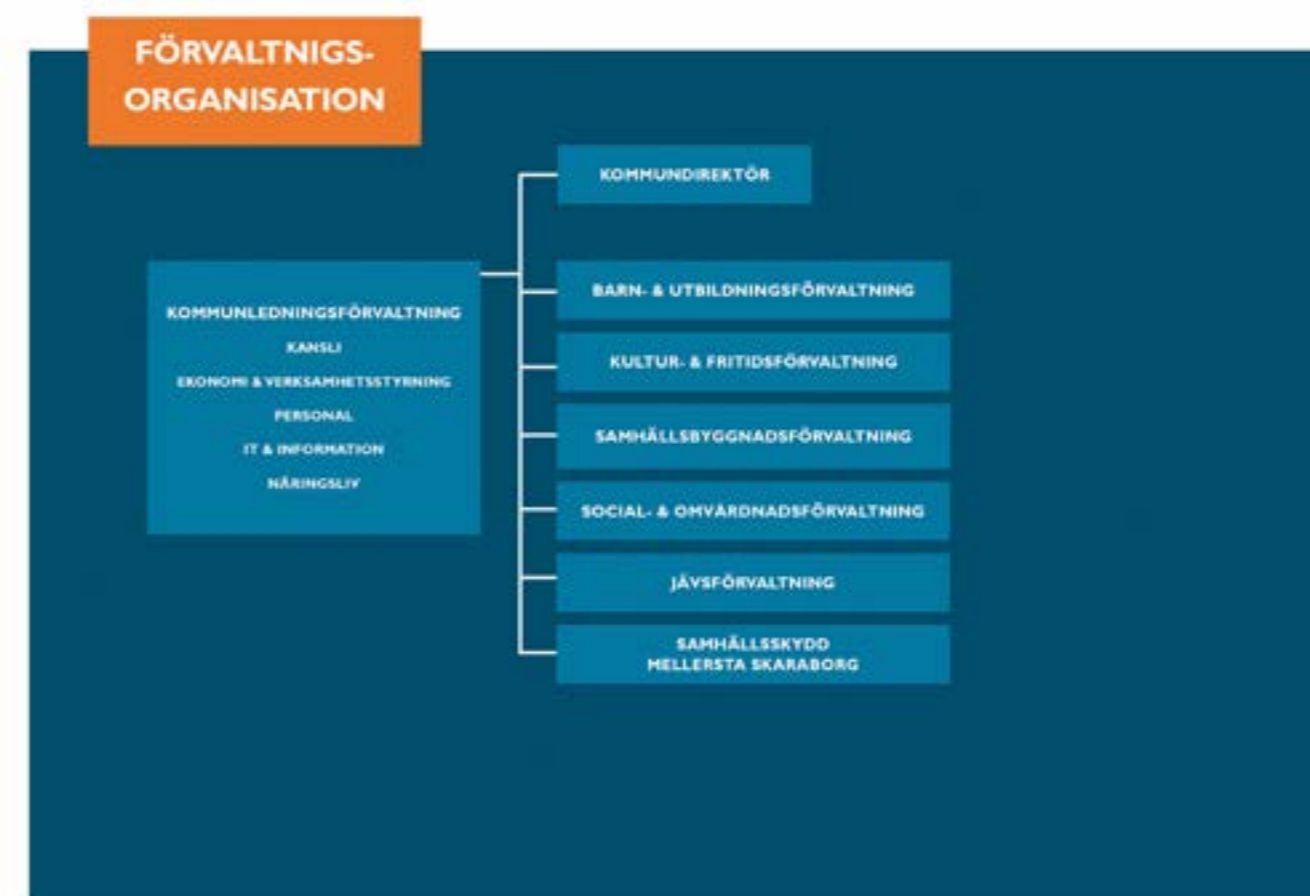 FÖRVALTNIGS-
ORGANISATION
KOMMUNDIREKTÖR
KOMMUNLEDNINGSFÖRVALTNING
KANSLI
EKONOMI & VERKSAMHETSSTYRNING
PERSONAL
IT & INFORMATION
NÄRINGSLIV
BARN- & UTBILDNINGSFÖRVALTNING
KULTUR- & FRITIDSFÖRVALTNING
SAMHÄLLSBYGGNADSFÖRVALTNING
SOCIAL- & OMVÅRDNADSFÖRVALTNING
JÄVSFÖRVALTNING
SAMHÄLLSSKYDD
MELLERSTA SKARABORG